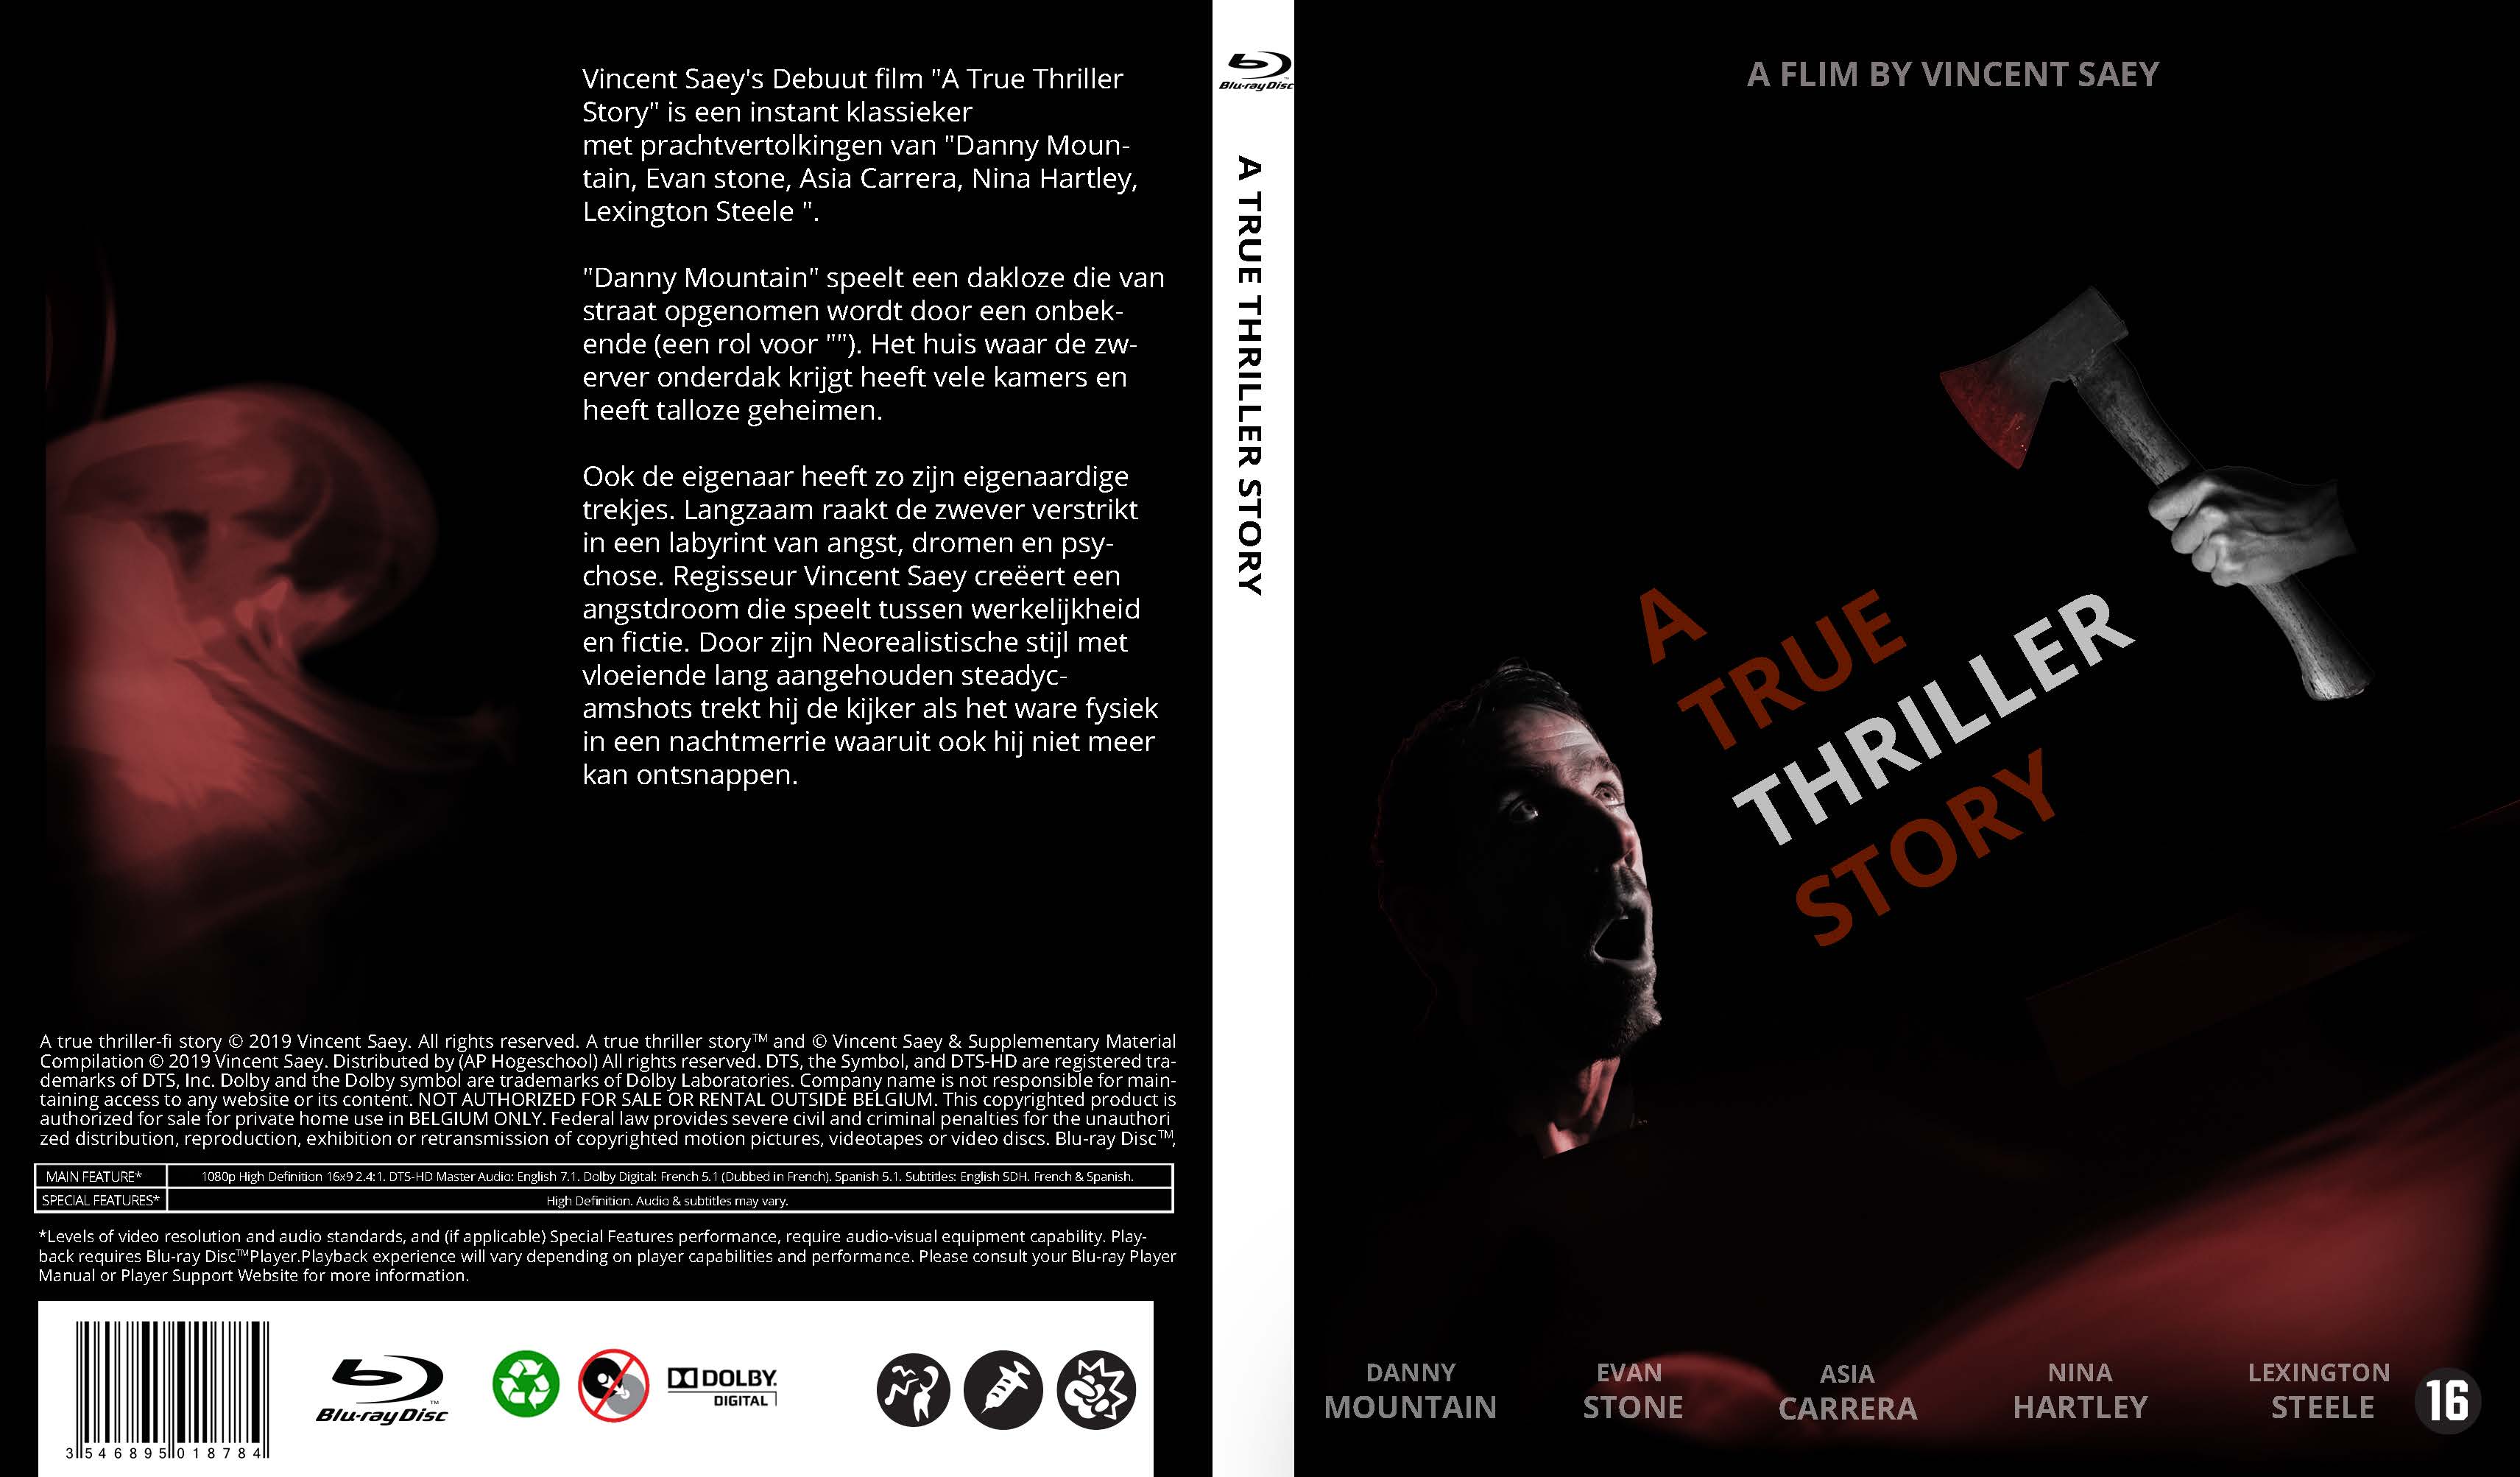 Vincent Saey's Debuut film "A True Thriller
Story" is een instant klassieker
met prachtvertolkingen van "Danny Moun-
tain, Evan stone, Asia Carrera, Nina Hartley,
Lexington Steele ".
"Danny Mountain" speelt een dakloze die van
straat opgenomen wordt door een onbek-
ende (een rol voor ""). Het huis waar de zw-
erver onderdak krijgt heeft vele kamers en
heeft talloze geheimen.
Ook de eigenaar heeft zo zijn eigenaardige
trekjes. Langzaam raakt de zwever verstrikt
in een labyrint van angst, dromen en psy-
chose. Regisseur Vincent Saey creëert een
angstdroom die speelt tussen werkelijkheid
en fictie. Door zijn Neorealistische stijl met
vloeiende lang aangehouden steadyc-
amshots trekt hij de kijker als het ware fysiek
in een nachtmerrie waaruit ook hij niet meer
kan ontsnappen.
A true thriller-fi story © 2019 Vincent Saey. All rights reserved. A true thriller story™ and © Vincent Saey & Supplementary Material
Compilation © 2019 Vincent Saey. Distributed by (AP Hogeschool) All rights reserved. DTS, the Symbol, and DTS-HD are registered tra-
demarks of DTS, Inc. Dolby and the Dolby symbol are trademarks of Dolby Laboratories. Company name is not responsible for main-
taining access to any website or its content. NOT AUTHORIZED FOR SALE OR RENTAL OUTSIDE BELGIUM. This copyrighted product is
authorized for sale for private home use in BELGIUM ONLY. Federal law provides severe civil and criminal penalties for the unauthori
zed distribution, reproduction, exhibition or retransmission of copyrighted motion pictures, videotapes or video discs. Blu-ray Disc™,
MAIN FEATURE* 1080p High Definition 16x9 2.4:1. DTS-HD Master Audio: English 7.1. Dolby Digital: French 5.1 (Dubbed in French). Spanish 5.1. Subtitles: English SDH. French & Spanish.
SPECIAL FEATURES* High Definition. Audio & subtitles may vary.
*Levels of video resolution and audio standards, and (if applicable) Special Features performance, require audio-visual equipment capability. Play-
back requires Blu-ray Disc™Player.Playback experience will vary depending on player capabilities and performance. Please consult your Blu-ray Player
Manual or Player Support Website for more information.
3 546895 018784
Blu-ray Disc™
DOLBY.
DIGITAL
Blu-ray Disc™
A TRUE THRILLER STORY
A FLIM BY VINCENT SAEY
A
TRUE
THRILLER
STORY
DANNY
MOUNTAIN
EVAN
STONE
ASIA
CARRERA
NINA
HARTLEY
LEXINGTON
STEELE
16